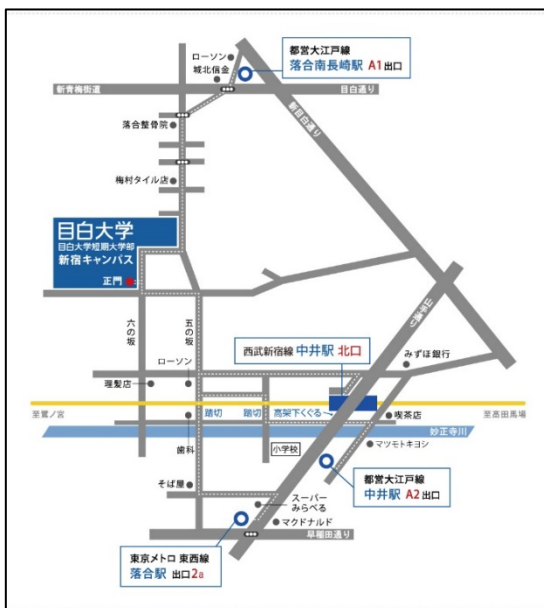 都営大江戸線
落合南長崎駅 A1出口
ローソン
城北信金
新青梅街道
目白通り
新目白通り
落合整骨院
梅村タイル店
目白大学
目白大学短期大学部
新宿キャンパス
正門
山手通り
六の坂
五の坂
西武新宿線 中井駅 北口
みずほ銀行
ローソン
理髪店
至鷺ノ宮
踏切
踏切
高架下くぐる
喫茶店
至高田馬場
妙正寺川
歯科
小学校
マツモトキヨシ
そば屋
都営大江戸線
中井駅 A2出口
スーパー
みらべる
マクドナルド
早稲田通り
東京メトロ 東西線
落合駅 出口2a